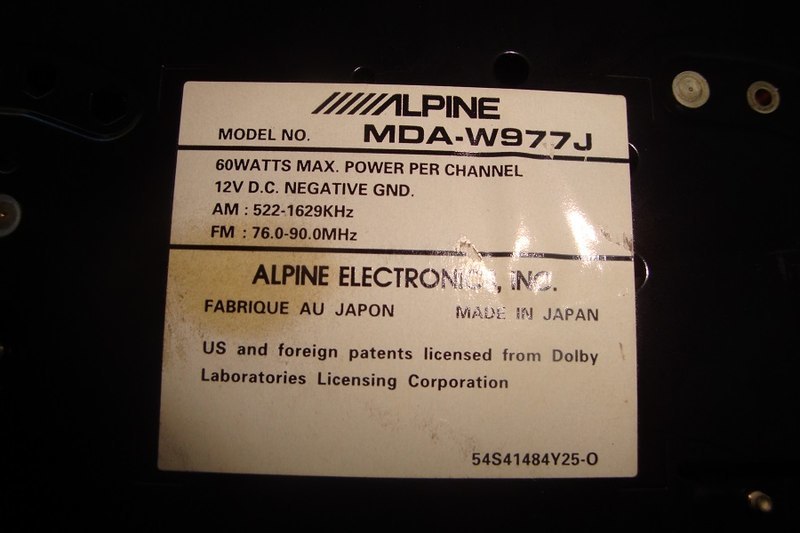 ALPINE
MODEL NO. MDA-W977J
60WATTS MAX. POWER PER CHANNEL
12V D.C. NEGATIVE GND.
AM : 522-1629KHz
FM : 76.0-90.0MHz
ALPINE ELECTRONICS, INC.
FABRIQUE AU JAPON MADE IN JAPAN
US and foreign patents licensed from Dolby
Laboratories Licensing Corporation
54S41484Y25-O